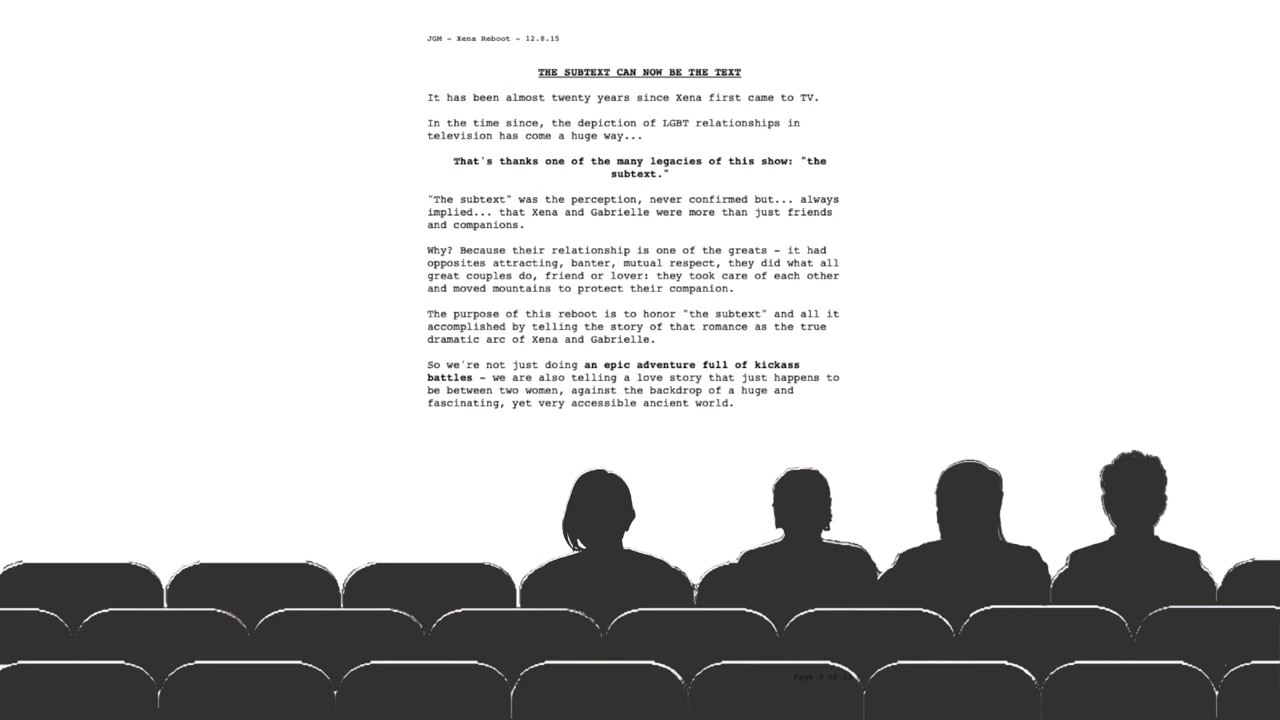 JGM - Xena Reboot - 12.8.15
THE SUBTEXT CAN NOW BE THE TEXT
It has been almost twenty years since Xena first came to TV.
In the time since, the depiction of LGBT relationships in
television has come a huge way...
That's thanks one of the many legacies of this show: "the
subtext."
"The subtext" was the perception, never confirmed but... always
implied... that Xena and Gabrielle were more than just friends
and companions.
Why? Because their relationship is one of the greats - it had
opposites attracting, banter, mutual respect, they did what all
great couples do, friend or lover: they took care of each other
and moved mountains to protect their companion.
The purpose of this reboot is to honor "the subtext" and all it
accomplished by telling the story of that romance as the true
dramatic arc of Xena and Gabrielle.
So we're not just doing an epic adventure full of kickass
battles - we are also telling a love story that just happens to
be between two women, against the backdrop of a huge and
fascinating, yet very accessible ancient world.
Page of